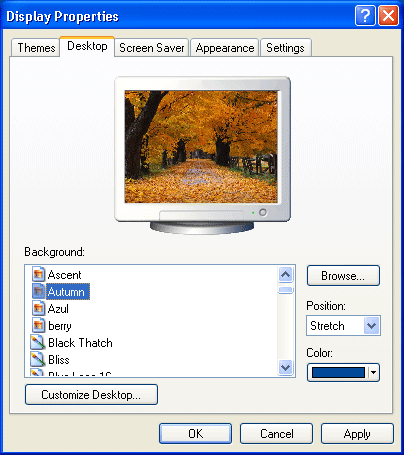 Display Properties
Themes Desktop Screen Saver Appearance Settings
Background:
Ascent
Autumn
Azul
berry
Black Thatch
Bliss
Browse...
Position:
Stretch
Color:
Customize Desktop...
OK Cancel Apply